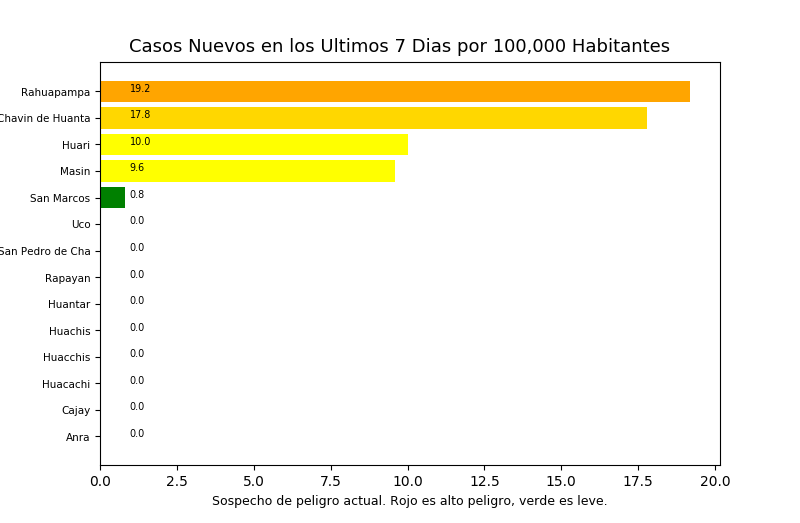 Casos Nuevos en los Ultimos 7 Dias por 100,000 Habitantes
Rahuapampa 19.2
Chavin de Huanta 17.8
Huari 10.0
Masin 9.6
San Marcos 0.8
Uco 0.0
San Pedro de Cha 0.0
Rapayan 0.0
Huantar 0.0
Huachis 0.0
Huacchis 0.0
Huacachi 0.0
Cajay 0.0
Anra 0.0
0.0 2.5 5.0 7.5 10.0 12.5 15.0 17.5 20.0
Sospecho de peligro actual. Rojo es alto peligro, verde es leve.